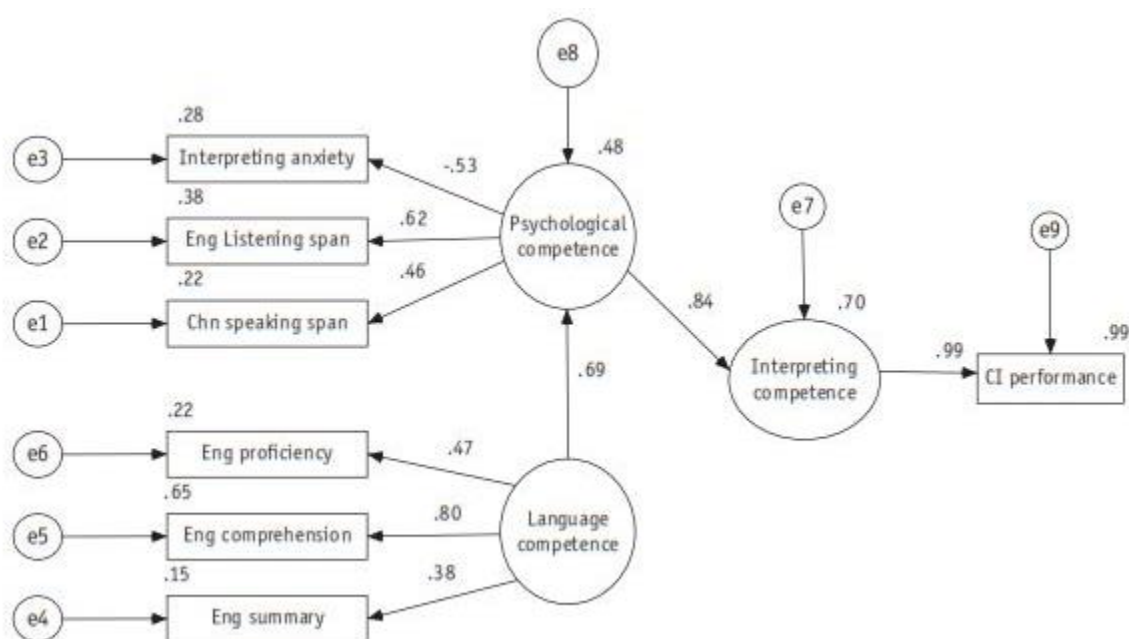 e8
.28
e3
Interpreting anxiety
-.53
.48
.38
e2
Eng Listening span
.62
Psychological
competence
e7
e9
.22
.46
e1
Chn speaking span
.84
.70
.99
.99
Interpreting
competence
CI performance
.69
.22
e6
Eng proficiency
.47
.65
e5
Eng comprehension
.80
Language
competence
.15
.38
e4
Eng summary